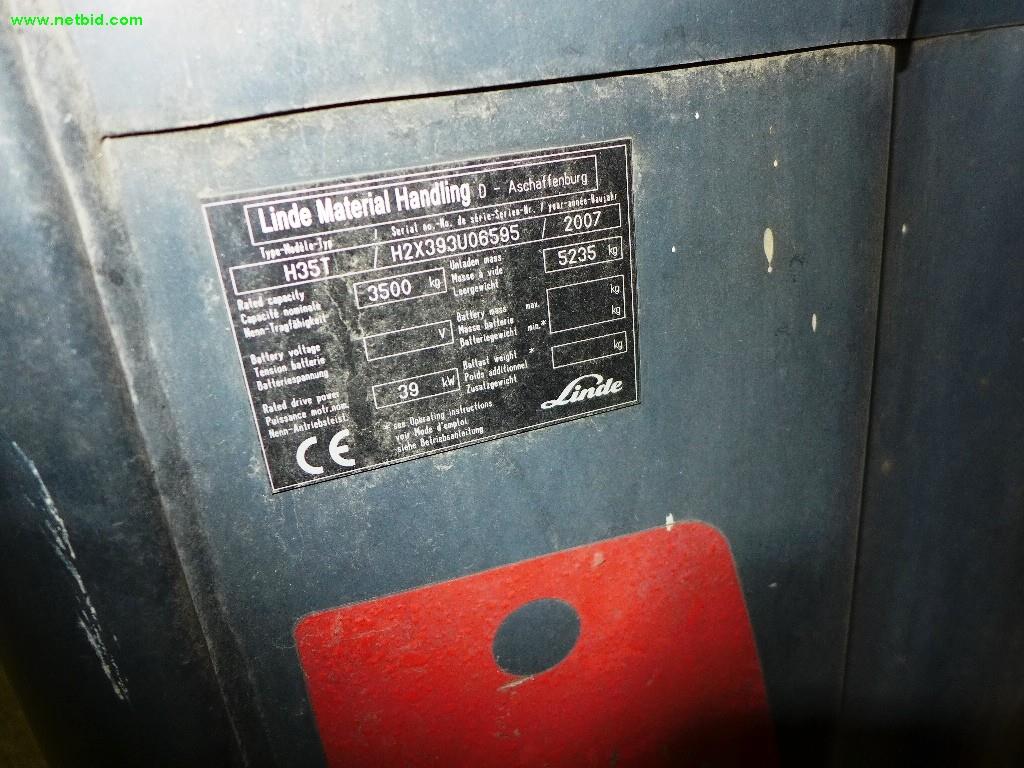 www.netbid.com
Linde Material Handling D - Aschaffenburg
Type-Modèle-Typ / Serial no.-No. de série-Serien-Nr. / year-année-Baujahr
H35T / H2X393U06595 / 2007
Rated capacity
Capacité nominale
Nenn-Tragfähigkeit
3500 kg
Unladen mass
Masse à vide
Leergewicht
5235 kg
Battery voltage
Tension batterie
Batteriespannung
V
Battery mass max. kg
Masse batterie
Batteriegewicht min.* kg
Rated drive power
Puissance motr.nom.
Nenn-Antriebsleist.
39 kW
Ballast weight *
Poids additionnel
Zusatzgewicht
kg
CE
* see Operating instructions
voir Mode d'emploi
siehe Betriebsanleitung
Linde